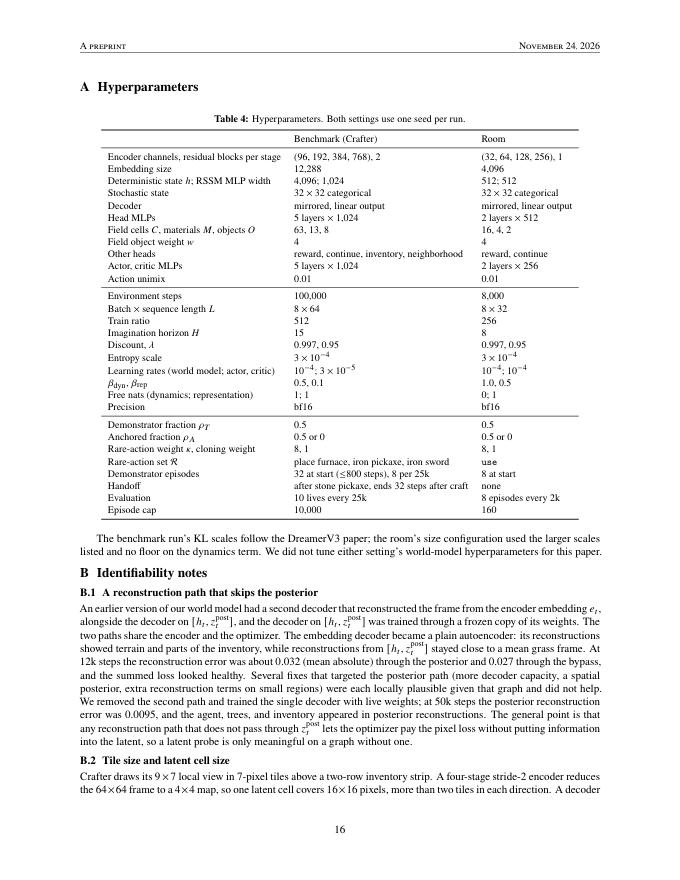 A PREPRINT NOVEMBER 24, 2026
A Hyperparameters
Table 4: Hyperparameters. Both settings use one seed per run.
Benchmark (Crafter) Room
Encoder channels, residual blocks per stage (96, 192, 384, 768), 2 (32, 64, 128, 256), 1
Embedding size 12,288 4,096
Deterministic state h; RSSM MLP width 4,096; 1,024 512; 512
Stochastic state 32 × 32 categorical 32 × 32 categorical
Decoder mirrored, linear output mirrored, linear output
Head MLPs 5 layers × 1,024 2 layers × 512
Field cells C, materials M, objects O 63, 13, 8 16, 4, 2
Field object weight w 4 4
Other heads reward, continue, inventory, neighborhood reward, continue
Actor, critic MLPs 5 layers × 1,024 2 layers × 256
Action unimix 0.01 0.01
Environment steps 100,000 8,000
Batch × sequence length L 8 × 64 8 × 32
Train ratio 512 256
Imagination horizon H 15 8
Discount, λ 0.997, 0.95 0.997, 0.95
Entropy scale 3 × 10⁻⁴ 3 × 10⁻⁴
Learning rates (world model; actor, critic) 10⁻⁴; 3 × 10⁻⁵ 10⁻⁴; 10⁻⁴
β_dyn, β_rep 0.5, 0.1 1.0, 0.5
Free nats (dynamics; representation) 1; 1 0; 1
Precision bf16 bf16
Demonstrator fraction ρ_T 0.5 0.5
Anchored fraction ρ_A 0.5 or 0 0.5 or 0
Rare-action weight κ, cloning weight 8, 1 8, 1
Rare-action set ℛ place furnace, iron pickaxe, iron sword use
Demonstrator episodes 32 at start (≤800 steps), 8 per 25k 8 at start
Handoff after stone pickaxe, ends 32 steps after craft none
Evaluation 10 lives every 25k 8 episodes every 2k
Episode cap 10,000 160
The benchmark run's KL scales follow the DreamerV3 paper; the room's size configuration used the larger scales
listed and no floor on the dynamics term. We did not tune either setting's world-model hyperparameters for this paper.
B Identifiability notes
B.1 A reconstruction path that skips the posterior
An earlier version of our world model had a second decoder that reconstructed the frame from the encoder embedding e_t,
alongside the decoder on [h_t, z_t^post], and the decoder on [h_t, z_t^post] was trained through a frozen copy of its weights. The
two paths share the encoder and the optimizer. The embedding decoder became a plain autoencoder: its reconstructions
showed terrain and parts of the inventory, while reconstructions from [h_t, z_t^post] stayed close to a mean grass frame. At
12k steps the reconstruction error was about 0.032 (mean absolute) through the posterior and 0.027 through the bypass,
and the summed loss looked healthy. Several fixes that targeted the posterior path (more decoder capacity, a spatial
posterior, extra reconstruction terms on small regions) were each locally plausible given that graph and did not help.
We removed the second path and trained the single decoder with live weights; at 50k steps the posterior reconstruction
error was 0.0095, and the agent, trees, and inventory appeared in posterior reconstructions. The general point is that
any reconstruction path that does not pass through z_t^post lets the optimizer pay the pixel loss without putting information
into the latent, so a latent probe is only meaningful on a graph without one.
B.2 Tile size and latent cell size
Crafter draws its 9×7 local view in 7-pixel tiles above a two-row inventory strip. A four-stage stride-2 encoder reduces
the 64×64 frame to a 4×4 map, so one latent cell covers 16×16 pixels, more than two tiles in each direction. A decoder
16